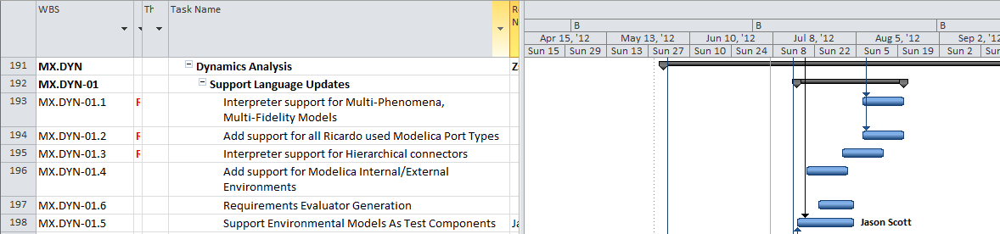 WBS Th Task Name R
N
B B B
Apr 15, '12 May 13, '12 Jun 10, '12 Jul 8, '12 Aug 5, '12 Sep 2, '12
Sun 15 Sun 29 Sun 13 Sun 27 Sun 10 Sun 24 Sun 8 Sun 22 Sun 5 Sun 19 Sun 2 Sun
191 MX.DYN Dynamics Analysis Z
192 MX.DYN-01 Support Language Updates
193 MX.DYN-01.1 R Interpreter support for Multi-Phenomena,
Multi-Fidelity Models
194 MX.DYN-01.2 R Add support for all Ricardo used Modelica Port Types
195 MX.DYN-01.3 R Interpreter support for Hierarchical connectors
196 MX.DYN-01.4 Add support for Modelica Internal/External
Environments
197 MX.DYN-01.6 Requirements Evaluator Generation
198 MX.DYN-01.5 Support Environmental Models As Test Components Ja Jason Scott